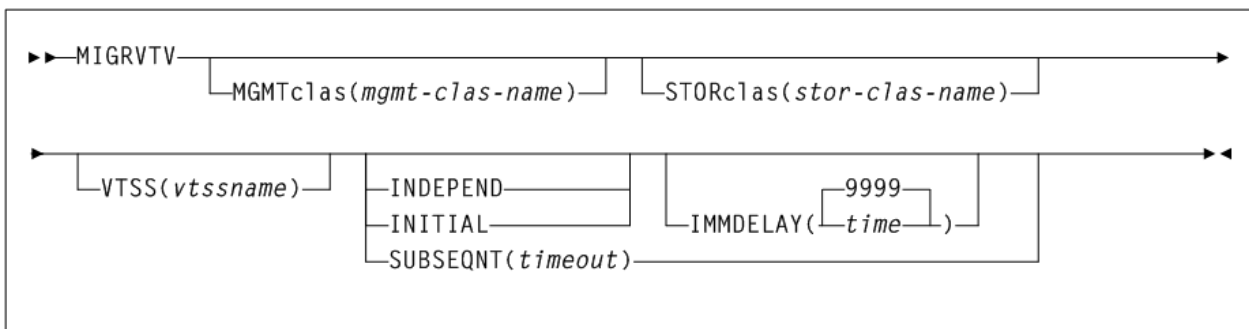 MIGRVTV
MGMTclas(mgmt-clas-name) STORclas(stor-clas-name)
VTSS(vtssname) INDEPEND 9999
INITIAL IMMDELAY( time )
SUBSEQNT(timeout)